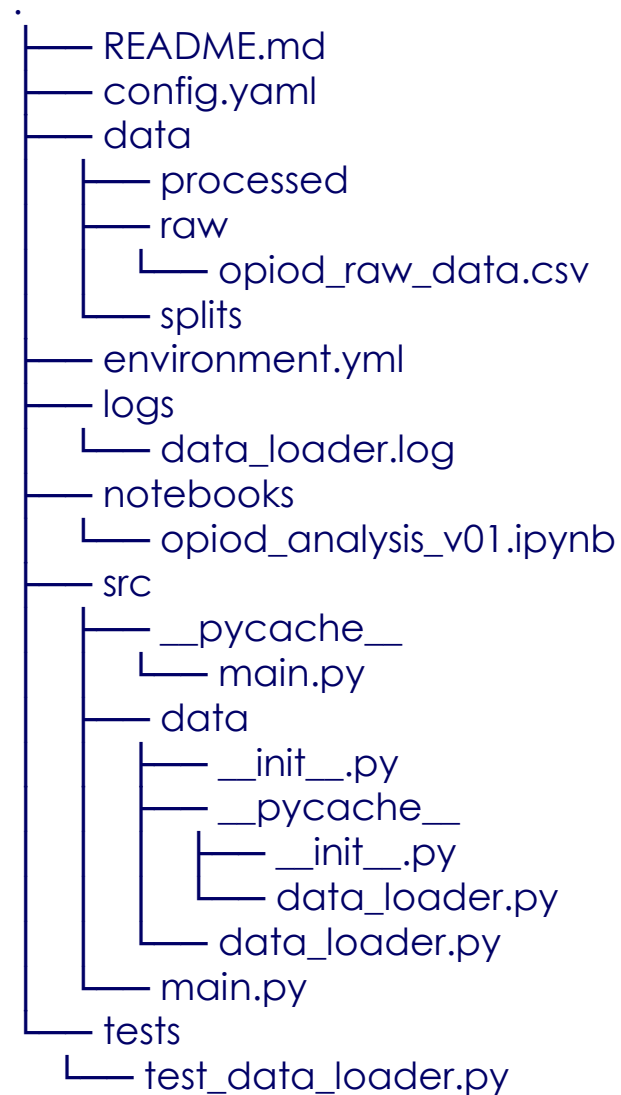 .
├── README.md
├── config.yaml
├── data
│   ├── processed
│   ├── raw
│   │   └── opiod_raw_data.csv
│   └── splits
├── environment.yml
├── logs
│   └── data_loader.log
├── notebooks
│   └── opiod_analysis_v01.ipynb
├── src
│   ├── __pycache__
│   │   └── main.py
│   ├── data
│   │   ├── __init__.py
│   │   ├── __pycache__
│   │   │   ├── __init__.py
│   │   │   └── data_loader.py
│   │   └── data_loader.py
│   └── main.py
└── tests
    └── test_data_loader.py